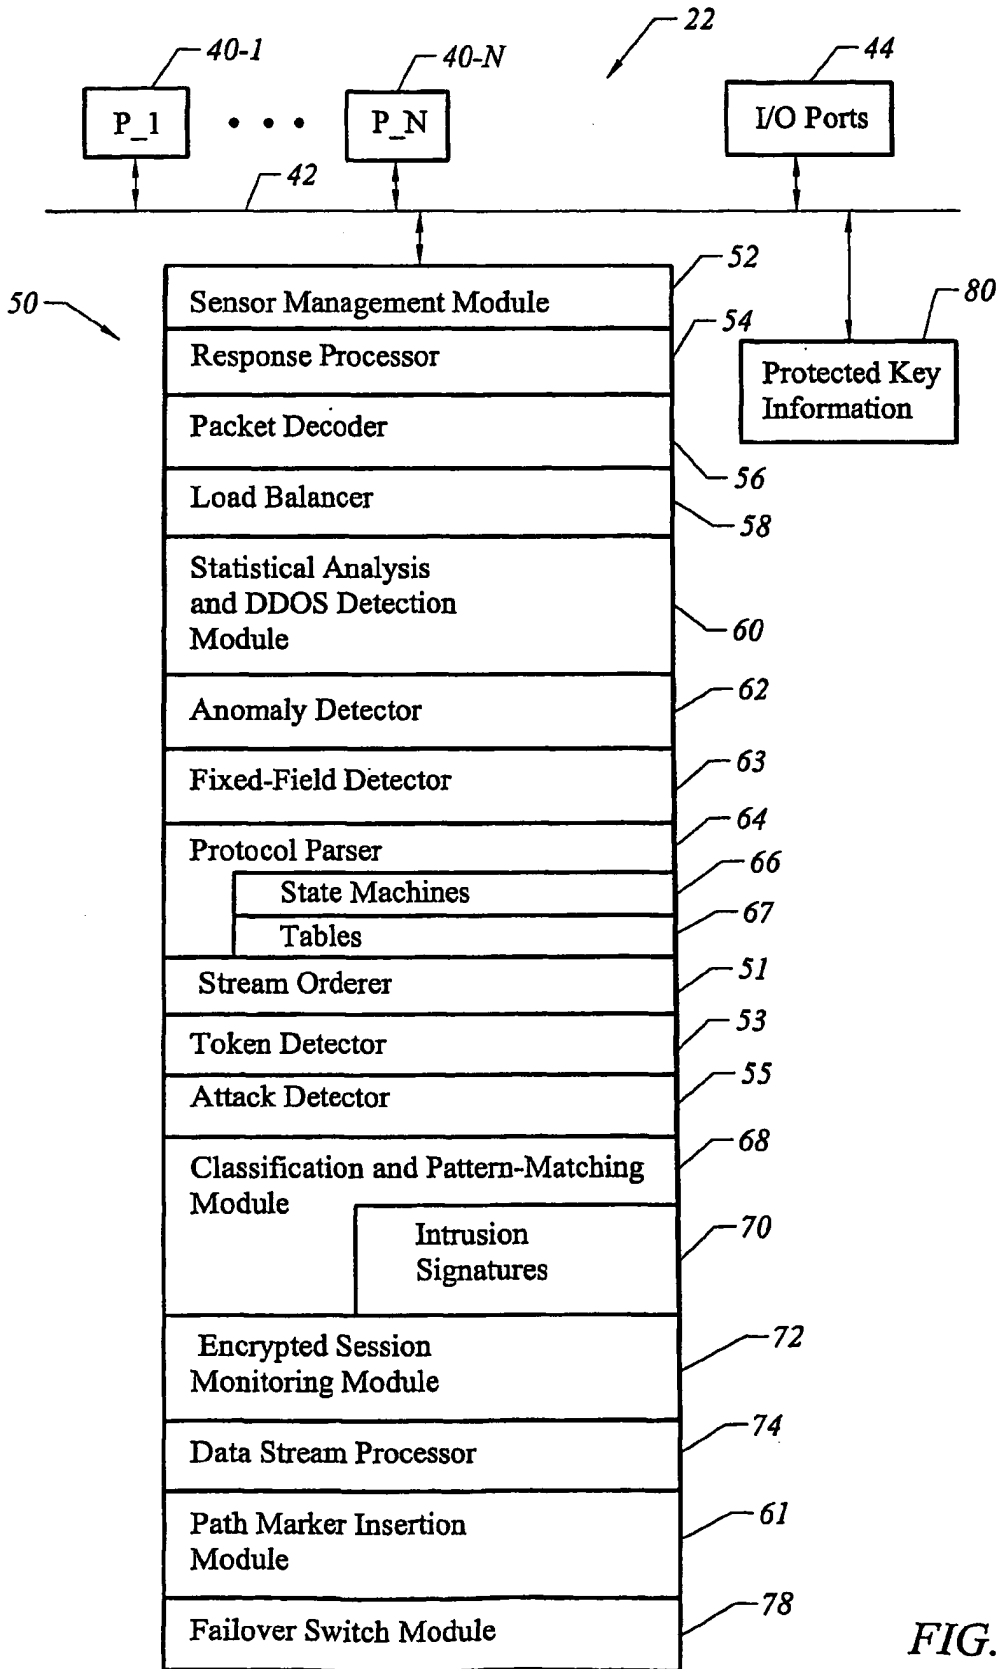 40-1
40-N
22
44
P_1
• • •
P_N
I/O Ports
42
50
52
Sensor Management Module
54
Response Processor
80
Protected Key
Information
Packet Decoder
56
Load Balancer
58
Statistical Analysis
and DDOS Detection
Module
60
Anomaly Detector
62
Fixed-Field Detector
63
Protocol Parser
64
State Machines
66
Tables
67
Stream Orderer
51
Token Detector
53
Attack Detector
55
Classification and Pattern-Matching
Module
68
Intrusion
Signatures
70
Encrypted Session
Monitoring Module
72
Data Stream Processor
74
Path Marker Insertion
Module
61
Failover Switch Module
78
FIG.